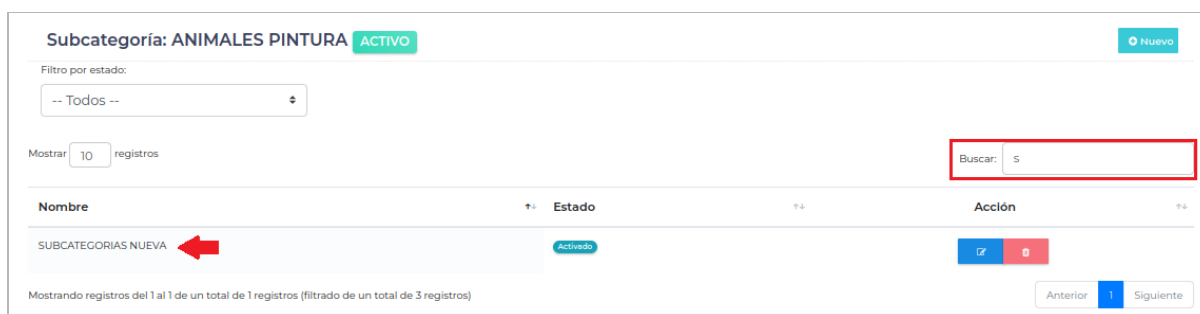 Subcategoría: ANIMALES PINTURA ACTIVO
Nuevo
Filtro por estado:
-- Todos --
Mostrar 10 registros
Buscar: S
Nombre Estado Acción
SUBCATEGORIAS NUEVA Activado
Mostrando registros del 1 al 1 de un total de 1 registros (filtrado de un total de 3 registros)
Anterior 1 Siguiente